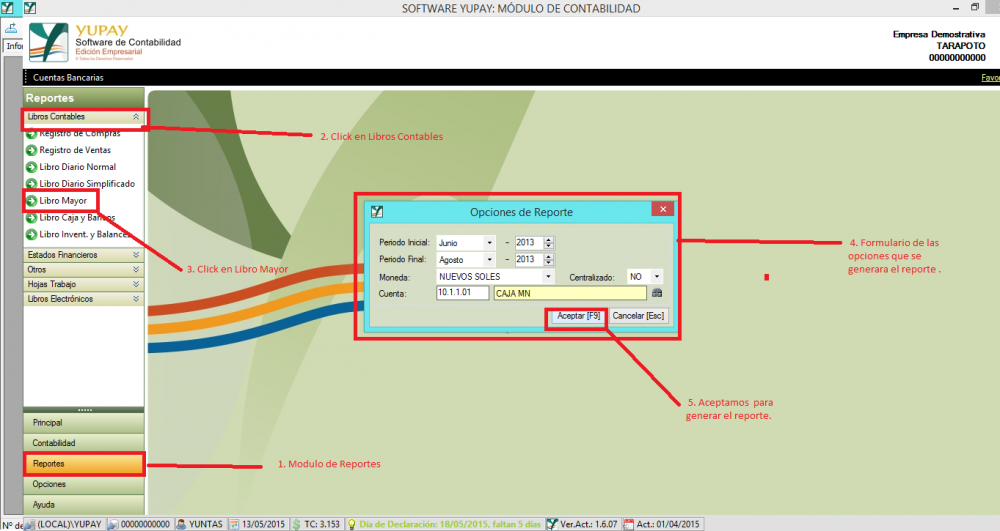 SOFTWARE YUPAY: MÓDULO DE CONTABILIDAD
Infor
YUPAY
Software de Contabilidad
Edición Empresarial
© Todos los Derechos Reservados
Empresa Demostrativa
TARAPOTO
00000000000
Cuentas Bancarias
Favo
Reportes
Libros Contables
Registro de Compras
Registro de Ventas
Libro Diario Normal
Libro Diario Simplificado
Libro Mayor
Libro Caja y Bancos
Libro Invent. y Balances
Estados Financieros
Otros
Hojas Trabajo
Libros Electrónicos
2. Click en Libros Contables
3. Click en Libro Mayor
Opciones de Reporte
Periodo Inicial: Junio - 2013
Periodo Final: Agosto - 2013
Moneda: NUEVOS SOLES Centralizado: NO
Cuenta: 10.1.1.01 CAJA MN
Aceptar [F9] Cancelar [Esc]
4. Formulario de las
opciones que se
generara el reporte .
5. Aceptamos para
generar el reporte.
Principal
Contabilidad
Reportes
Opciones
Ayuda
1. Modulo de Reportes
Nº de (LOCAL)\YUPAY 00000000000 YUNTAS 13/05/2015 TC: 3.153 Día de Declaración: 18/05/2015, faltan 5 días Ver.Act.: 1.6.07 Act.: 01/04/2015